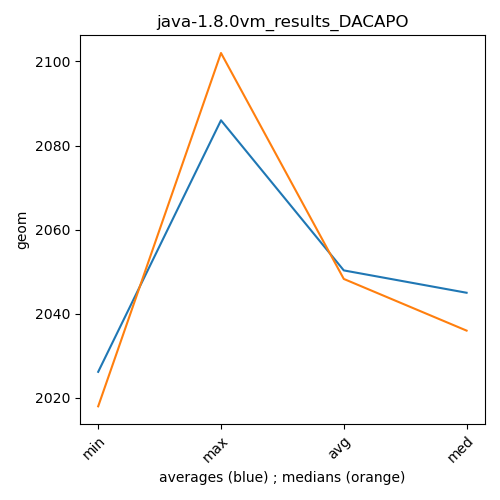 java-1.8.0vm_results_DACAPO
2100
2080
2060
2040
2020
geom
min
max
avg
med
averages (blue) ; medians (orange)